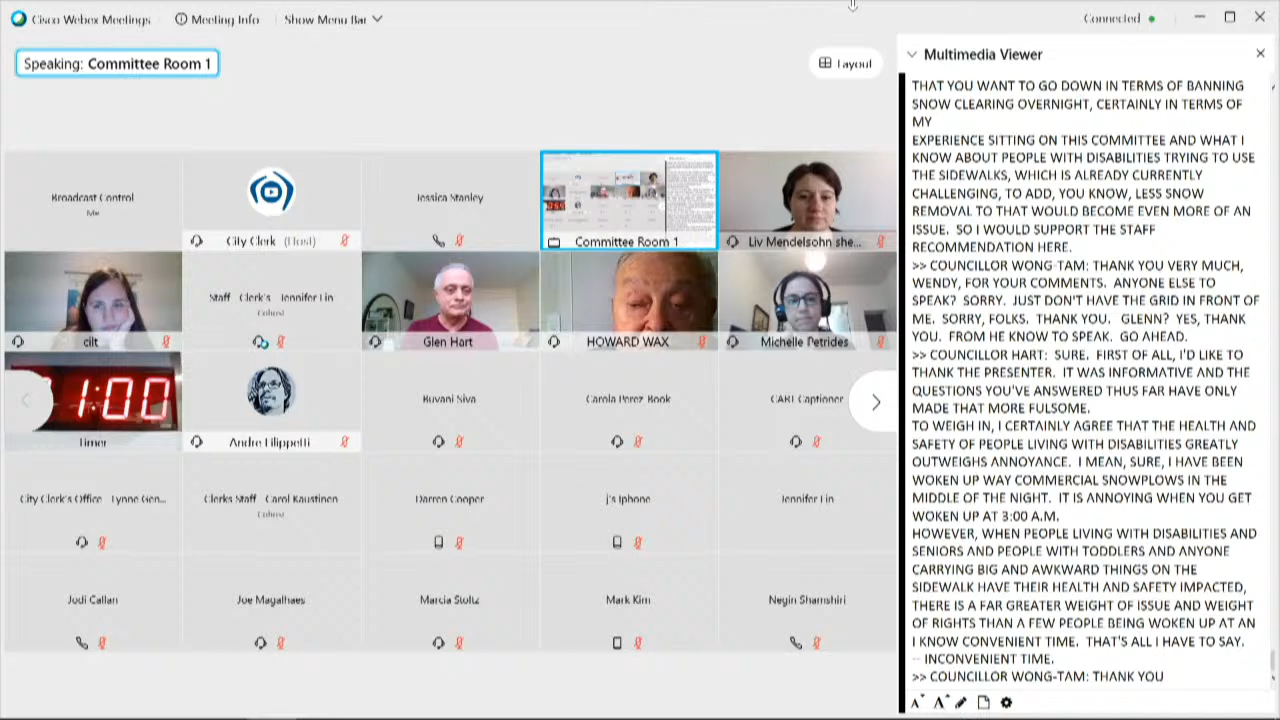 Cisco Webex Meetings
Meeting Info
Show Menu Bar
Connected
Speaking: Committee Room 1
Layout
Broadcast Control
Me
City Clerk (Host)
Jessica Stanley
Committee Room 1
Liv Mendelsohn she...
cilt
Staff Clerk's Jennifer Lin
Cohost
Glen Hart
HOWARD WAX
Michelle Petrides
1:00
Timer
Andre Filippetti
Buvani Siva
Carola Perez Book
CART Captioner
City Clerk's Office Lynne Gen...
Clerks Staff Carol Kaustinen
Cohost
Darren Cooper
j's Iphone
Jennifer Lin
Jodi Callan
Joe Magalhaes
Marcia Stoltz
Mark Kim
Negin Shamshiri
Multimedia Viewer
THAT YOU WANT TO GO DOWN IN TERMS OF BANNING
SNOW CLEARING OVERNIGHT, CERTAINLY IN TERMS OF
MY
EXPERIENCE SITTING ON THIS COMMITTEE AND WHAT I
KNOW ABOUT PEOPLE WITH DISABILITIES TRYING TO USE
THE SIDEWALKS, WHICH IS ALREADY CURRENTLY
CHALLENGING, TO ADD, YOU KNOW, LESS SNOW
REMOVAL TO THAT WOULD BECOME EVEN MORE OF AN
ISSUE. SO I WOULD SUPPORT THE STAFF
RECOMMENDATION HERE.
>> COUNCILLOR WONG-TAM: THANK YOU VERY MUCH,
WENDY, FOR YOUR COMMENTS. ANYONE ELSE TO
SPEAK? SORRY. JUST DON'T HAVE THE GRID IN FRONT OF
ME. SORRY, FOLKS. THANK YOU. GLENN? YES, THANK
YOU. FROM HE KNOW TO SPEAK. GO AHEAD.
>> COUNCILLOR HART: SURE. FIRST OF ALL, I'D LIKE TO
THANK THE PRESENTER. IT WAS INFORMATIVE AND THE
QUESTIONS YOU'VE ANSWERED THUS FAR HAVE ONLY
MADE THAT MORE FULSOME.
TO WEIGH IN, I CERTAINLY AGREE THAT THE HEALTH AND
SAFETY OF PEOPLE LIVING WITH DISABILITIES GREATLY
OUTWEIGHS ANNOYANCE. I MEAN, SURE, I HAVE BEEN
WOKEN UP WAY COMMERCIAL SNOWPLOWS IN THE
MIDDLE OF THE NIGHT. IT IS ANNOYING WHEN YOU GET
WOKEN UP AT 3:00 A.M.
HOWEVER, WHEN PEOPLE LIVING WITH DISABILITIES AND
SENIORS AND PEOPLE WITH TODDLERS AND ANYONE
CARRYING BIG AND AWKWARD THINGS ON THE
SIDEWALK HAVE THEIR HEALTH AND SAFETY IMPACTED,
THERE IS A FAR GREATER WEIGHT OF ISSUE AND WEIGHT
OF RIGHTS THAN A FEW PEOPLE BEING WOKEN UP AT AN
I KNOW CONVENIENT TIME. THAT'S ALL I HAVE TO SAY.
-- INCONVENIENT TIME.
>> COUNCILLOR WONG-TAM: THANK YOU